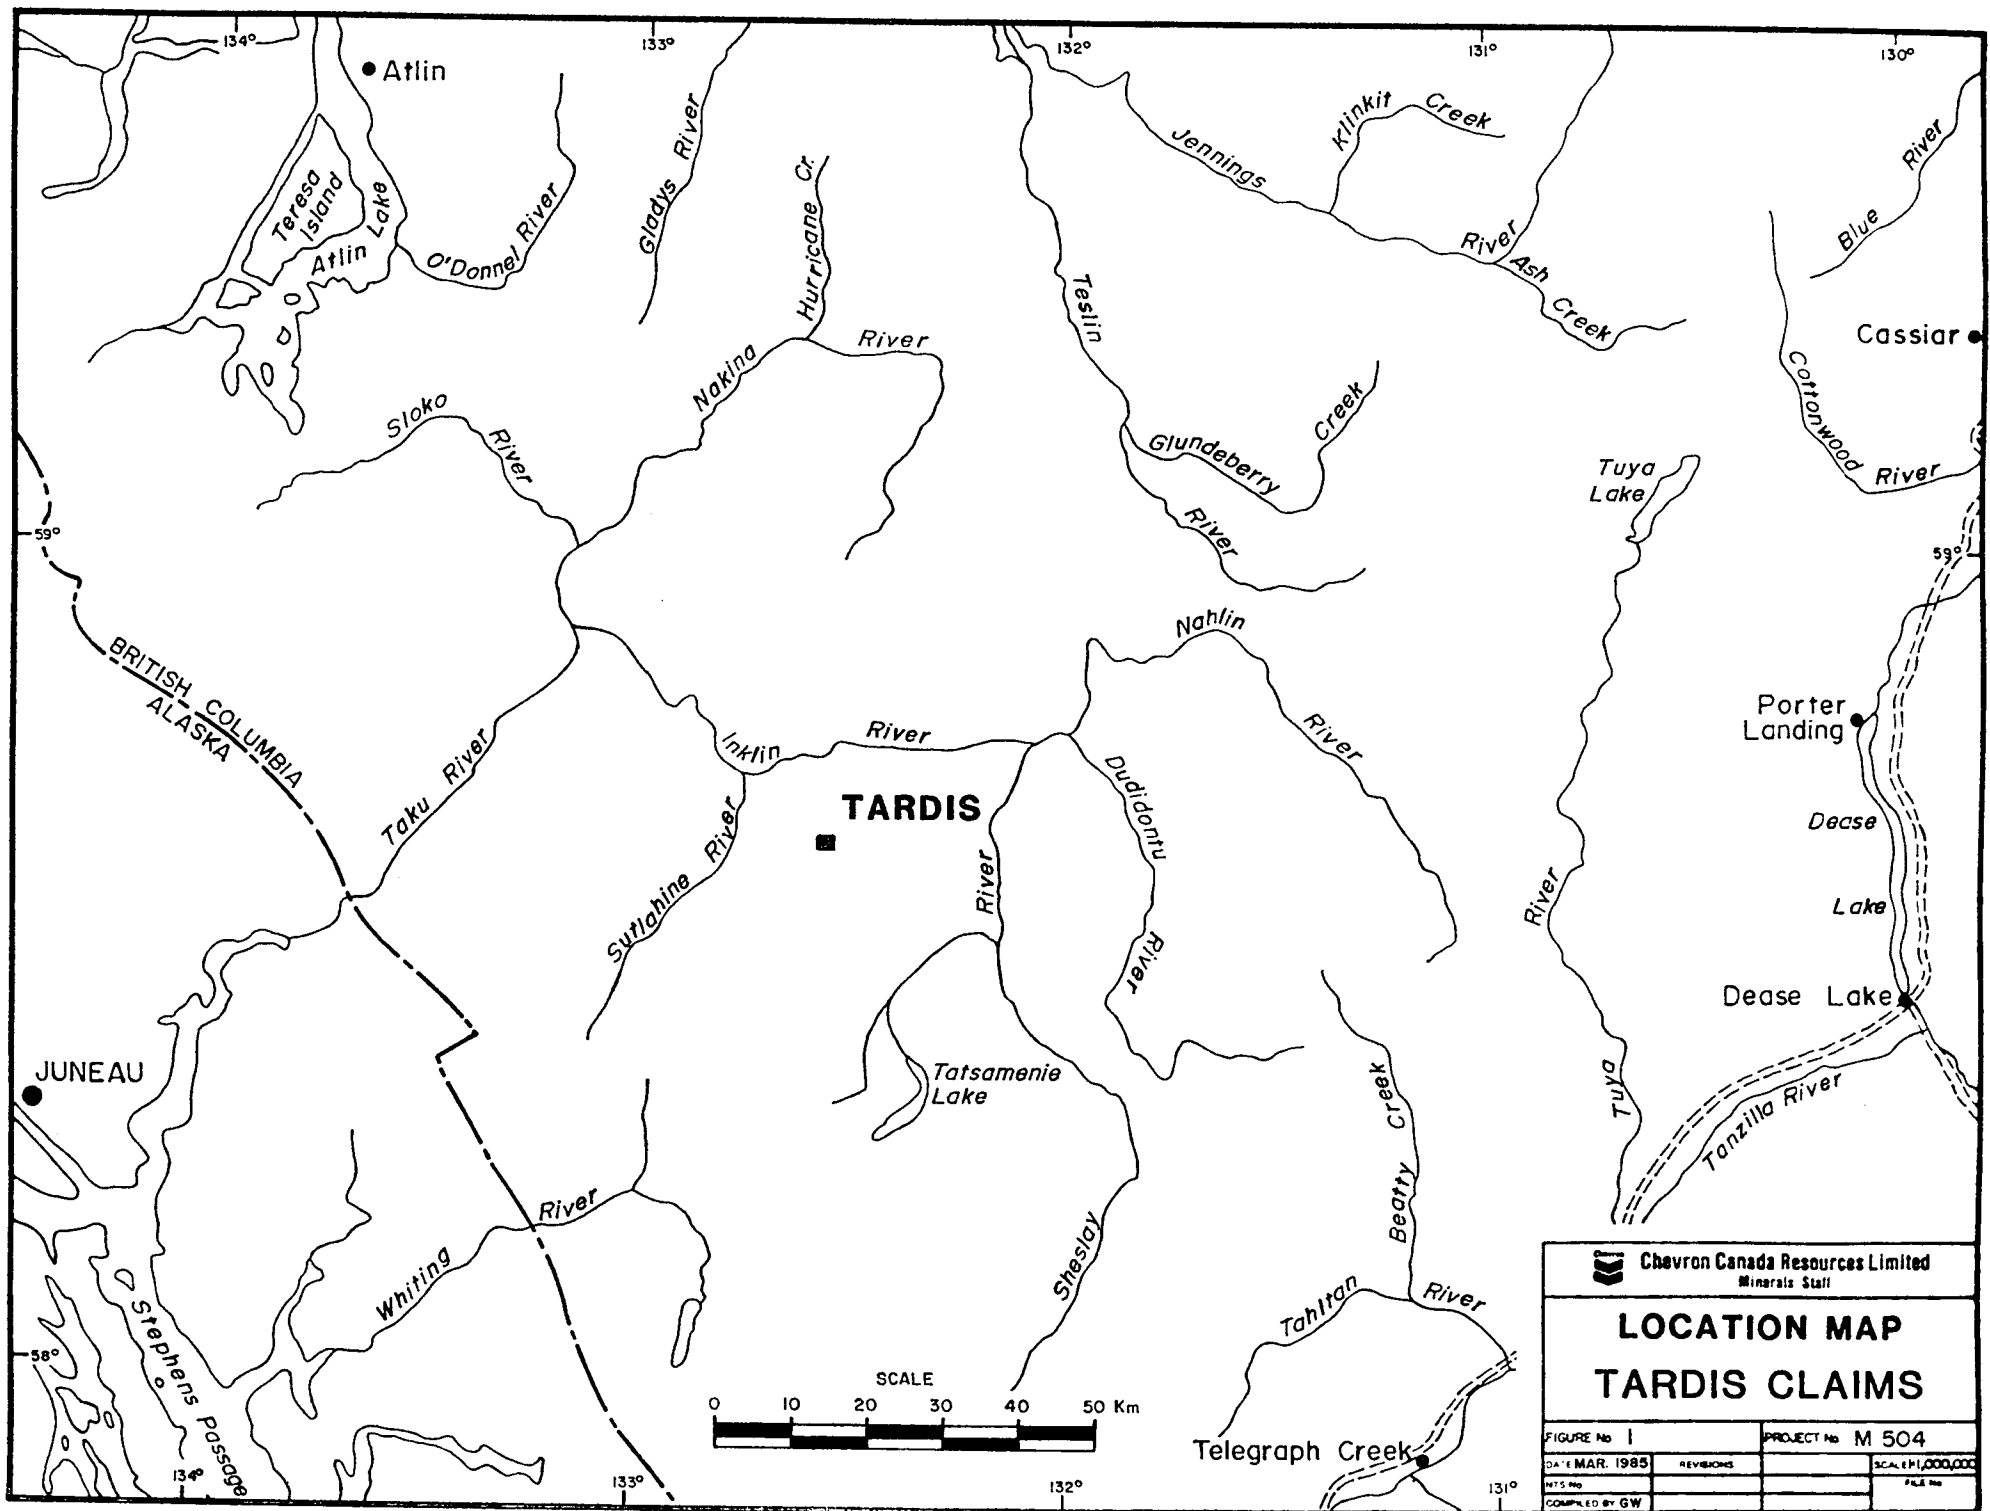 134°
133°
132°
131°
130°
Atlin
Teresa
Island
Atlin Lake
O'Donnel River
Gladys River
Hurricane Cr.
Nakina River
Sloko River
Teslin River
Jennings River
Klinkit Creek
Ash Creek
Glundeberry Creek
Blue River
Cassiar
Cottonwood River
Tuya
Lake
59°
59°
BRITISH COLUMBIA
ALASKA
Taku River
Inklin River
Nahlin River
Dudidontu River
Sutlahine River
TARDIS
Porter
Landing
Dease
Lake
Dease Lake
Tuya River
Tanzilla River
JUNEAU
Tatsamenie
Lake
Sheslay River
Beatty Creek
Tahltan River
Whiting River
Stephens Passage
58°
Telegraph Creek
134°
133°
132°
131°
SCALE
0 10 20 30 40 50 Km
Chevron
Chevron Canada Resources Limited
Minerals Staff
LOCATION MAP
TARDIS CLAIMS
FIGURE No 1
PROJECT No M 504
DATE MAR. 1985
REVISIONS
SCALE 1:1,000,000
NTS No
FILE No
COMPILED BY GW